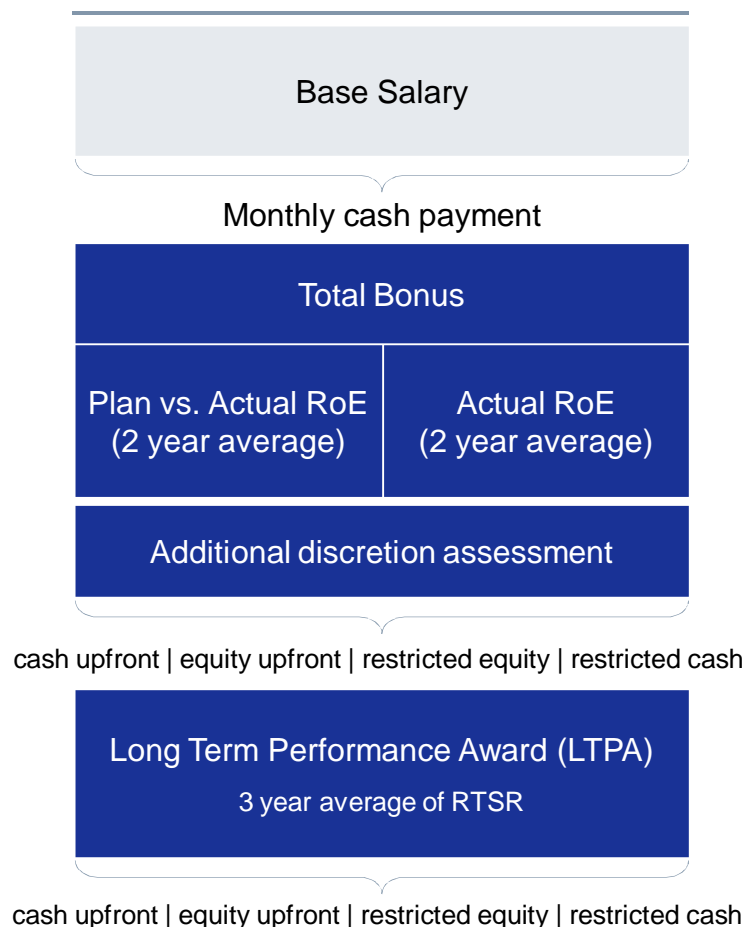 Base Salary
Monthly cash payment
Total Bonus
Plan vs. Actual RoE
(2 year average)
Actual RoE
(2 year average)
Additional discretion assessment
cash upfront | equity upfront | restricted equity | restricted cash
Long Term Performance Award (LTPA)
3 year average of RTSR
cash upfront | equity upfront | restricted equity | restricted cash